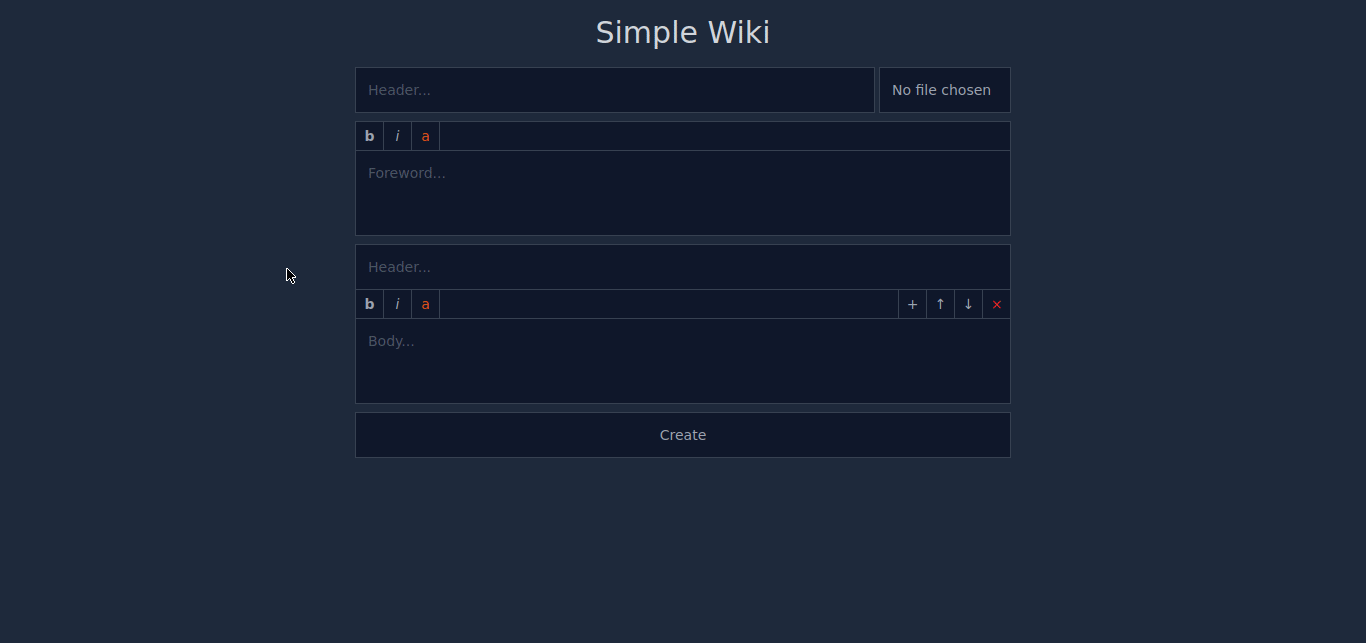 Simple Wiki
Header... No file chosen
b i a
Foreword...
Header...
b i a + ↑ ↓ ×
Body...
Create